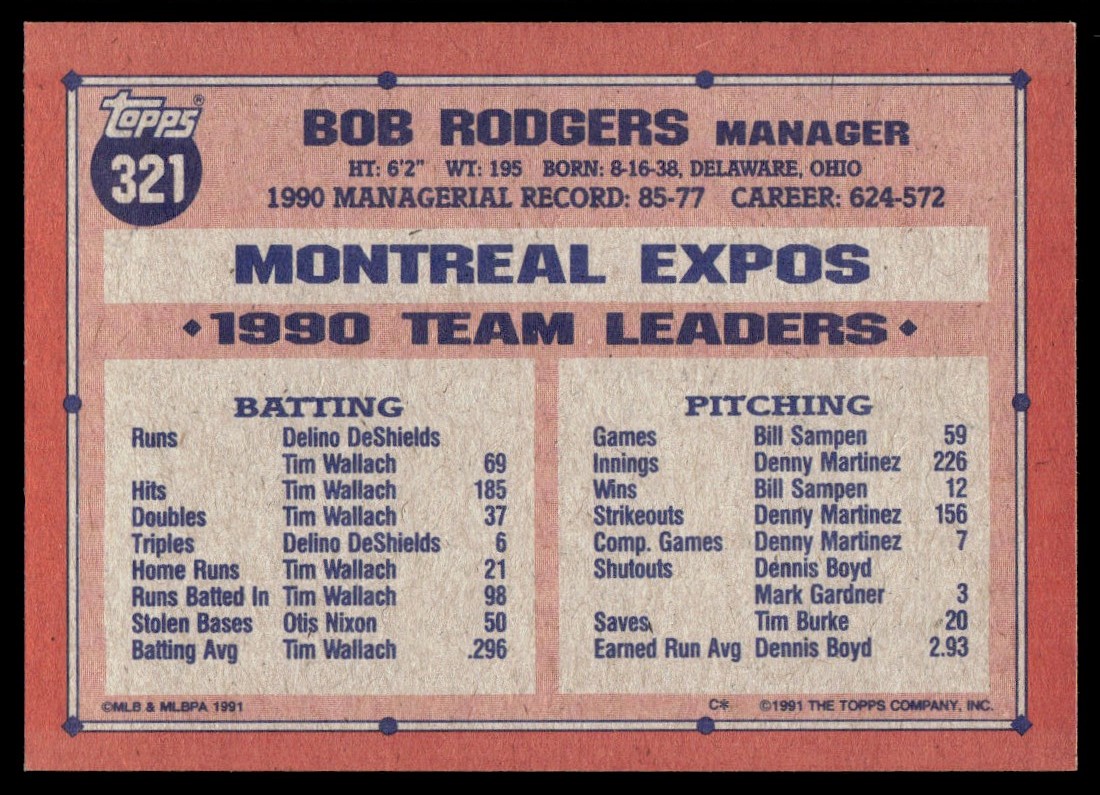 topps®
321
BOB RODGERS MANAGER
HT: 6'2" WT: 195 BORN: 8-16-38, DELAWARE, OHIO
1990 MANAGERIAL RECORD: 85-77 CAREER: 624-572
MONTREAL EXPOS
1990 TEAM LEADERS
BATTING
Runs Delino DeShields
Tim Wallach 69
Hits Tim Wallach 185
Doubles Tim Wallach 37
Triples Delino DeShields 6
Home Runs Tim Wallach 21
Runs Batted In Tim Wallach 98
Stolen Bases Otis Nixon 50
Batting Avg Tim Wallach .296
PITCHING
Games Bill Sampen 59
Innings Denny Martinez 226
Wins Bill Sampen 12
Strikeouts Denny Martinez 156
Comp. Games Denny Martinez 7
Shutouts Dennis Boyd
Mark Gardner 3
Saves Tim Burke 20
Earned Run Avg Dennis Boyd 2.93
©MLB & MLBPA 1991
C* ©1991 THE TOPPS COMPANY, INC.